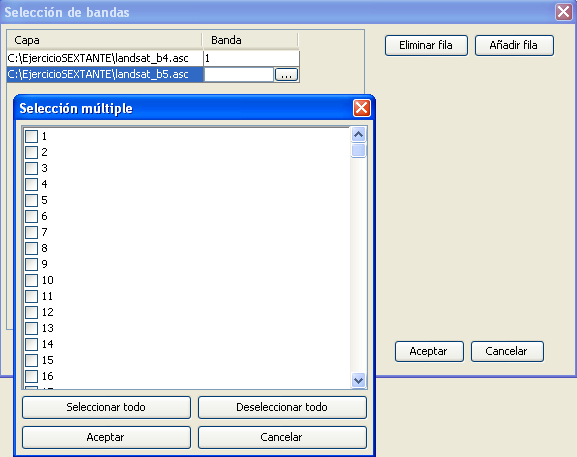 Selección de bandas
Capa Banda
Eliminar fila Añadir fila
C:\EjercicioSEXTANTE\landsat_b4.asc 1
C:\EjercicioSEXTANTE\landsat_b5.asc ...
Selección múltiple
1
2
3
4
5
6
7
8
9
10
11
12
13
14
15
16
Aceptar Cancelar
Seleccionar todo Deseleccionar todo
Aceptar Cancelar